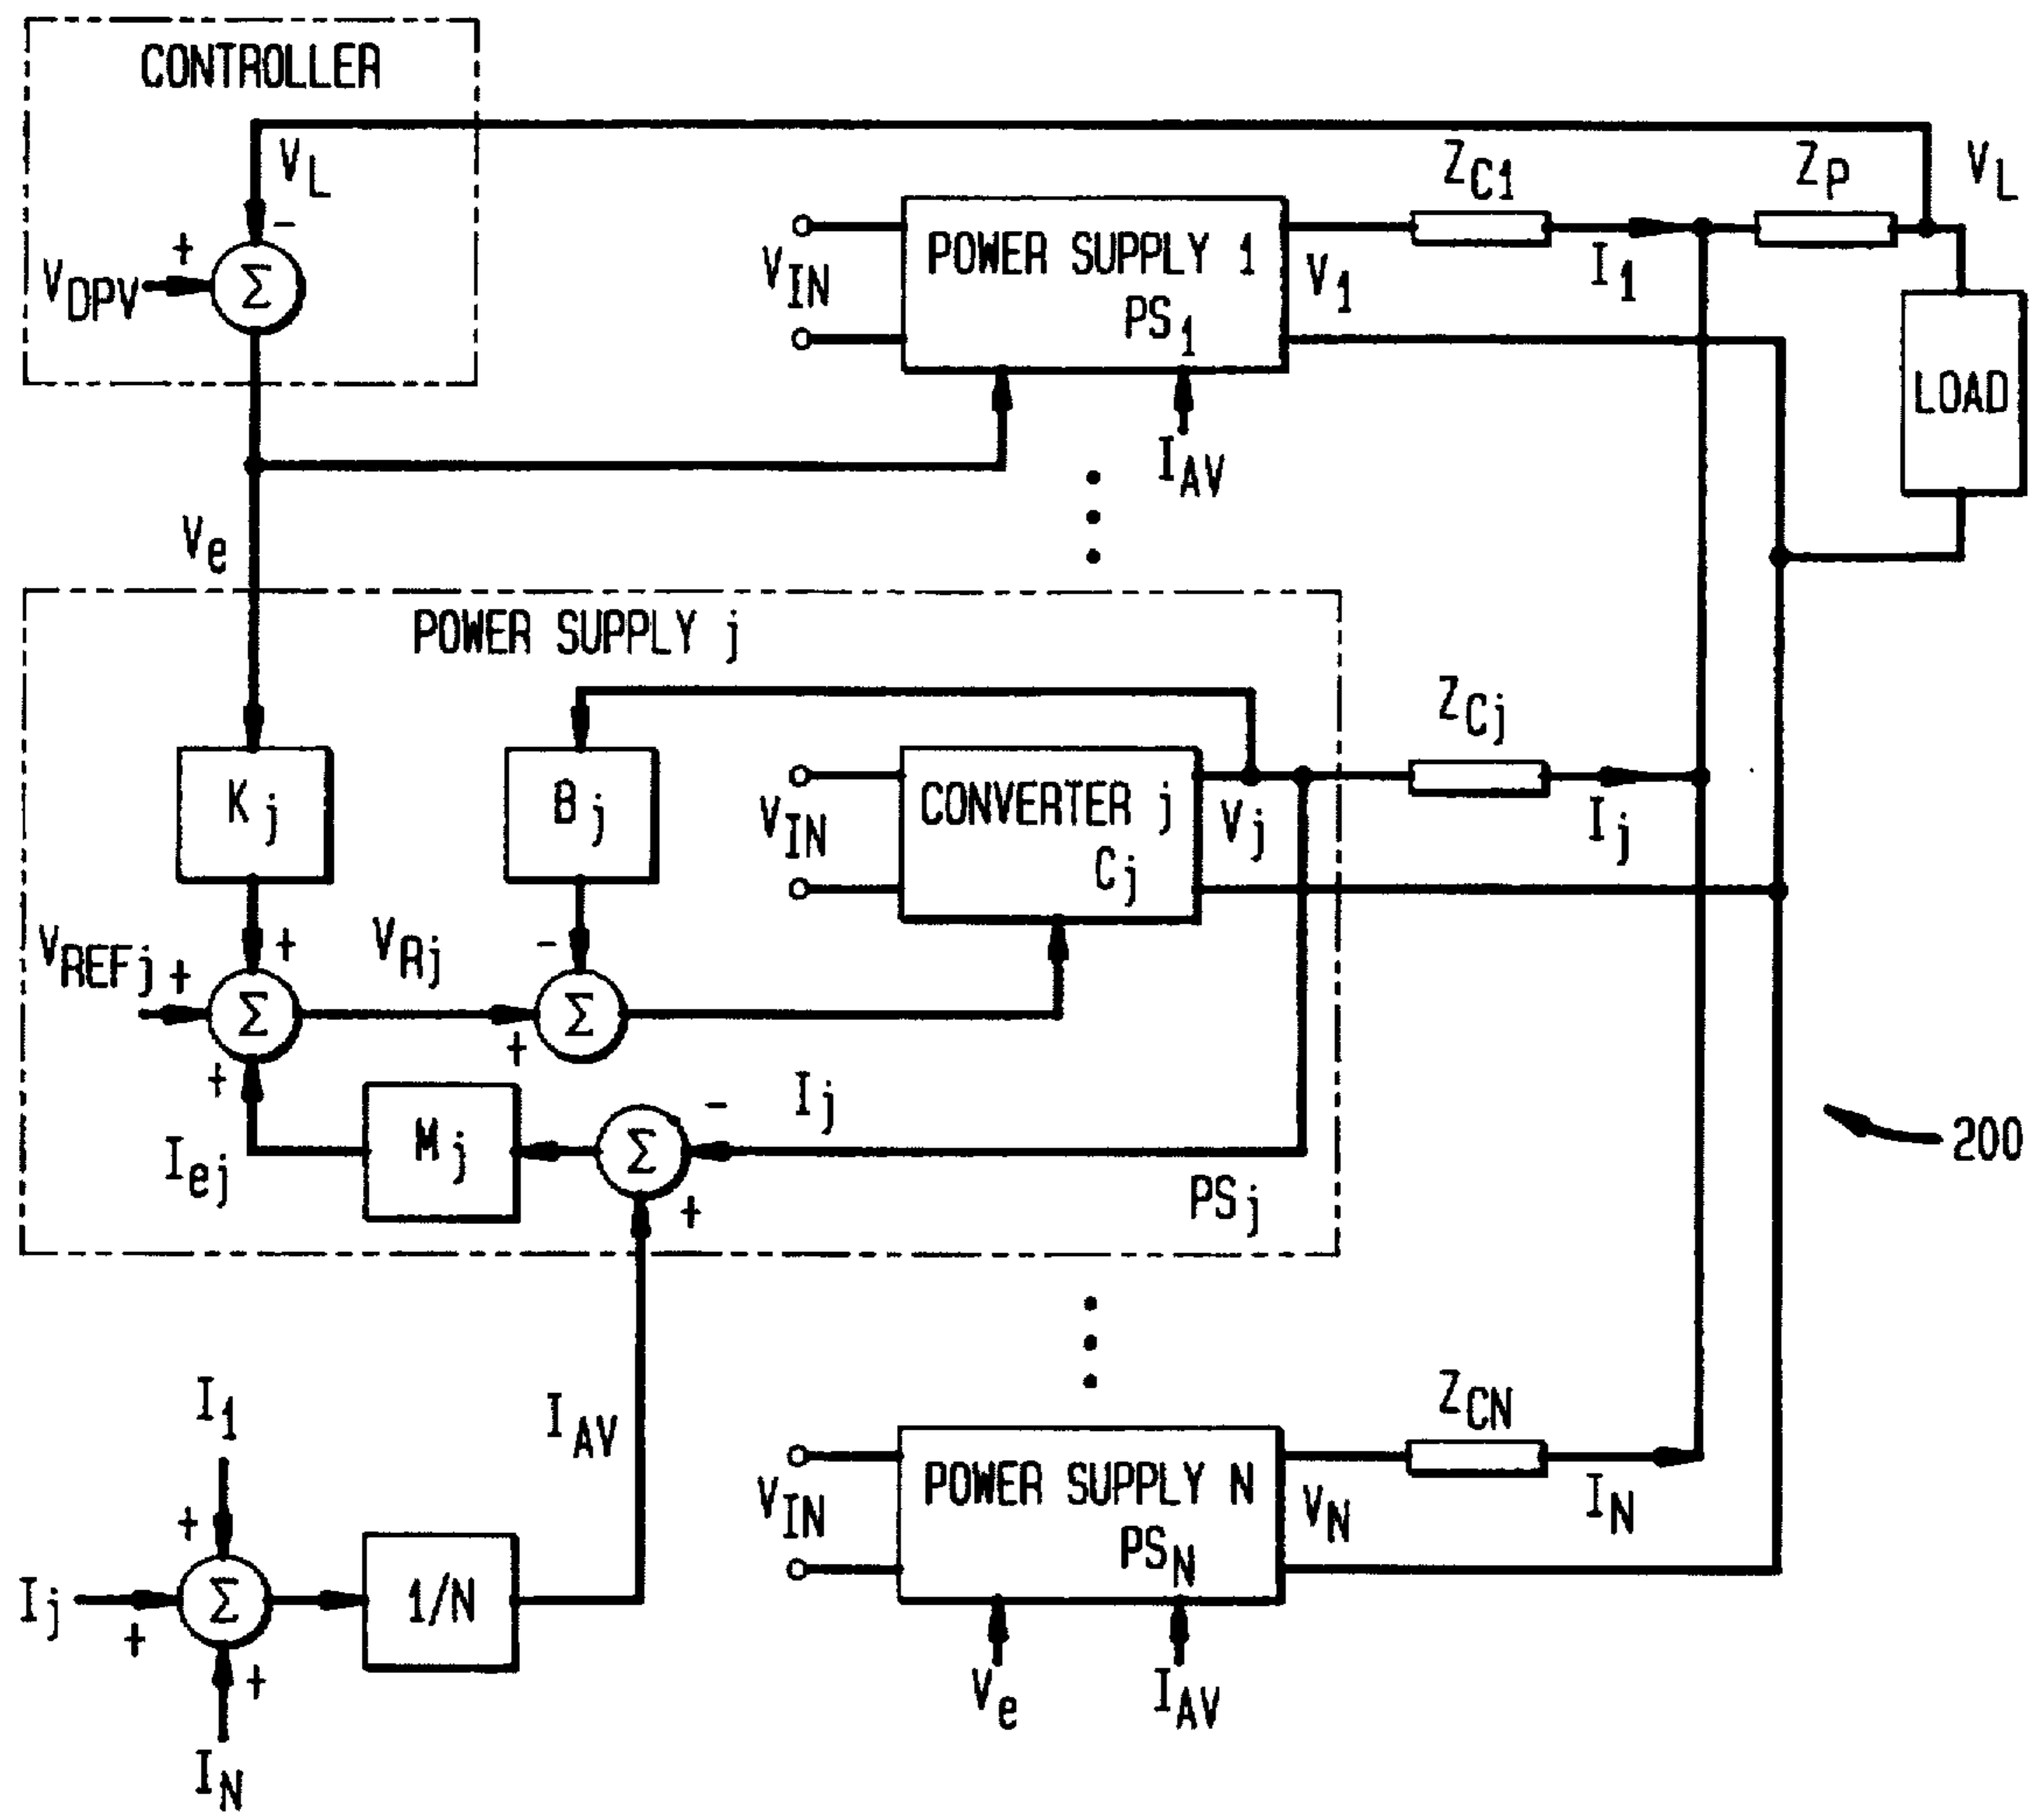 CONTROLLER
V_L
-
+
V_DPV
Σ
V_e
V_IN
POWER SUPPLY 1
PS_1
V_1
I_AV
Z_C1
I_1
Z_P
V_L
LOAD
POWER SUPPLY j
K_j
B_j
V_IN
CONVERTER j
C_j
V_j
Z_Cj
I_j
V_REFj
+
+
V_Rj
-
Σ
Σ
+
+
I_ej
M_j
Σ
-
I_j
+
PS_j
200
I_1
+
I_j
+
Σ
+
I_N
1/N
I_AV
V_IN
POWER SUPPLY N
PS_N
V_N
V_e
I_AV
Z_CN
I_N